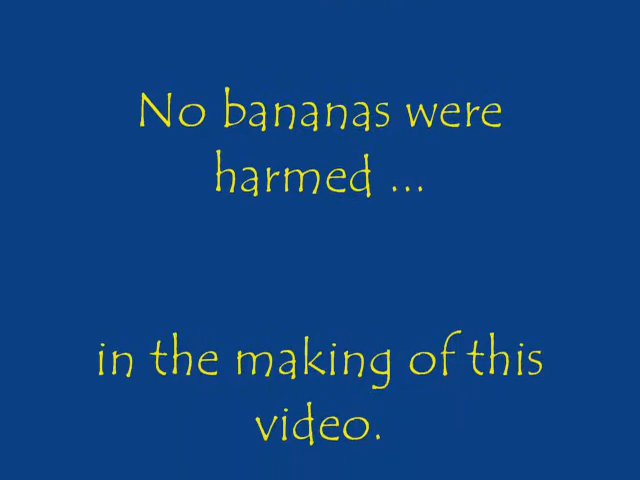 No bananas were
harmed ...
in the making of this
video.